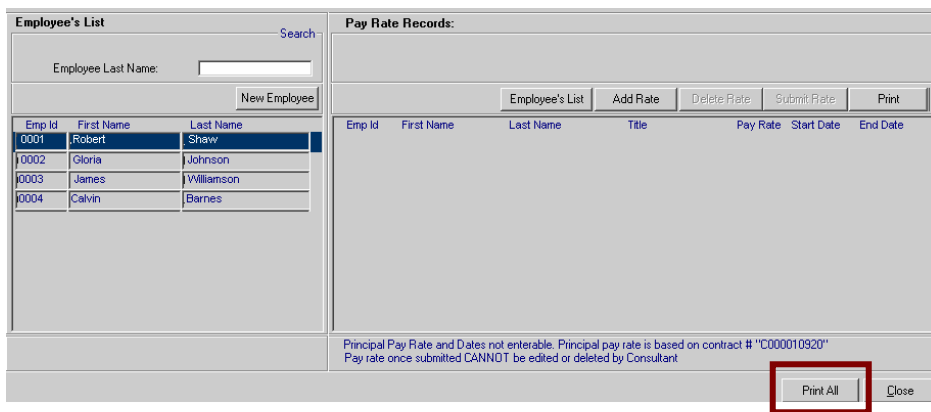 Employee's List
Search
Employee Last Name:
New Employee
Emp Id First Name Last Name
0001 Robert Shaw
0002 Gloria Johnson
0003 James Williamson
0004 Calvin Barnes
Pay Rate Records:
Employee's List Add Rate Delete Rate Submit Rate Print
Emp Id First Name Last Name Title Pay Rate Start Date End Date
Principal Pay Rate and Dates not enterable. Principal pay rate is based on contract # "C000010920"
Pay rate once submitted CANNOT be edited or deleted by Consultant
Print All Close